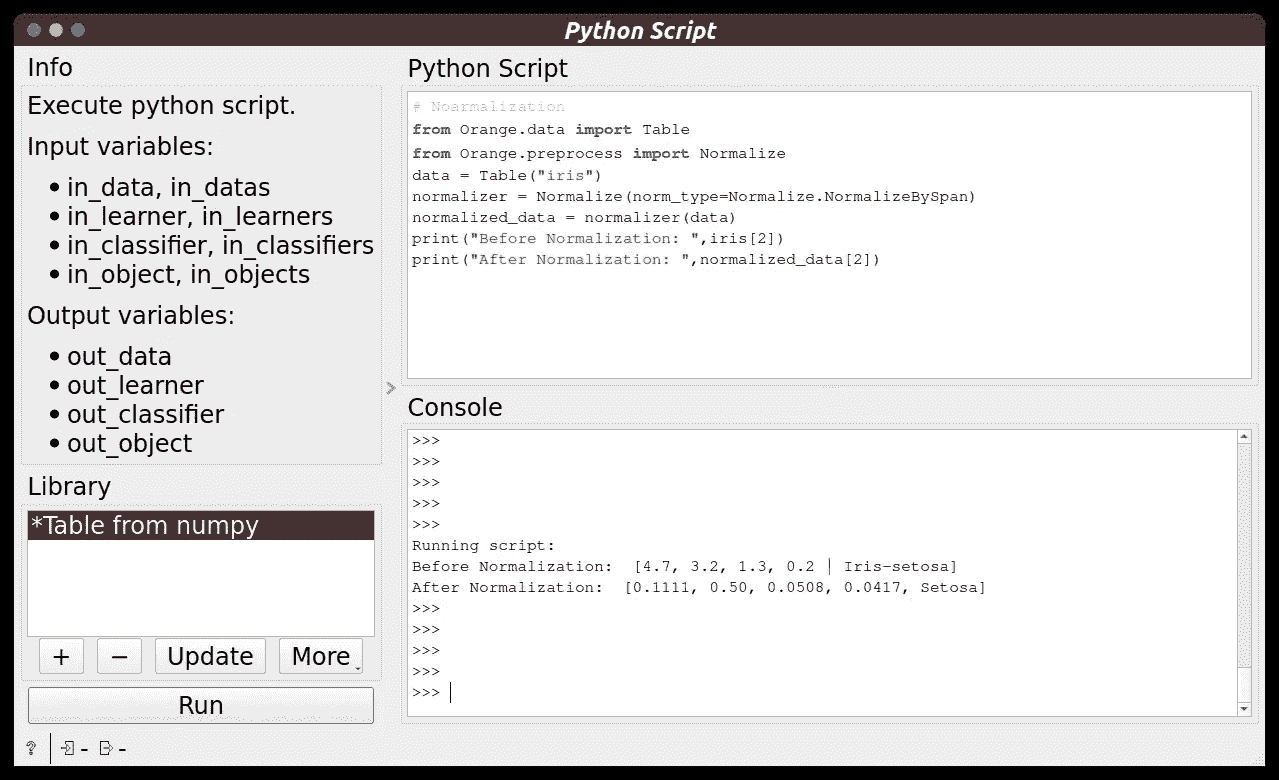 Python Script
Info
Execute python script.
Input variables:
• in_data, in_datas
• in_learner, in_learners
• in_classifier, in_classifiers
• in_object, in_objects
Output variables:
• out_data
• out_learner
• out_classifier
• out_object
Library
*Table from numpy
+ − Update More
Run
? - -
Python Script
# Noarmalization
from Orange.data import Table
from Orange.preprocess import Normalize
data = Table("iris")
normalizer = Normalize(norm_type=Normalize.NormalizeBySpan)
normalized_data = normalizer(data)
print("Before Normalization: ",iris[2])
print("After Normalization: ",normalized_data[2])
Console
>>>
>>>
>>>
>>>
>>>
Running script:
Before Normalization:  [4.7, 3.2, 1.3, 0.2 | Iris-setosa]
After Normalization:  [0.1111, 0.50, 0.0508, 0.0417, Setosa]
>>>
>>>
>>>
>>>
>>>